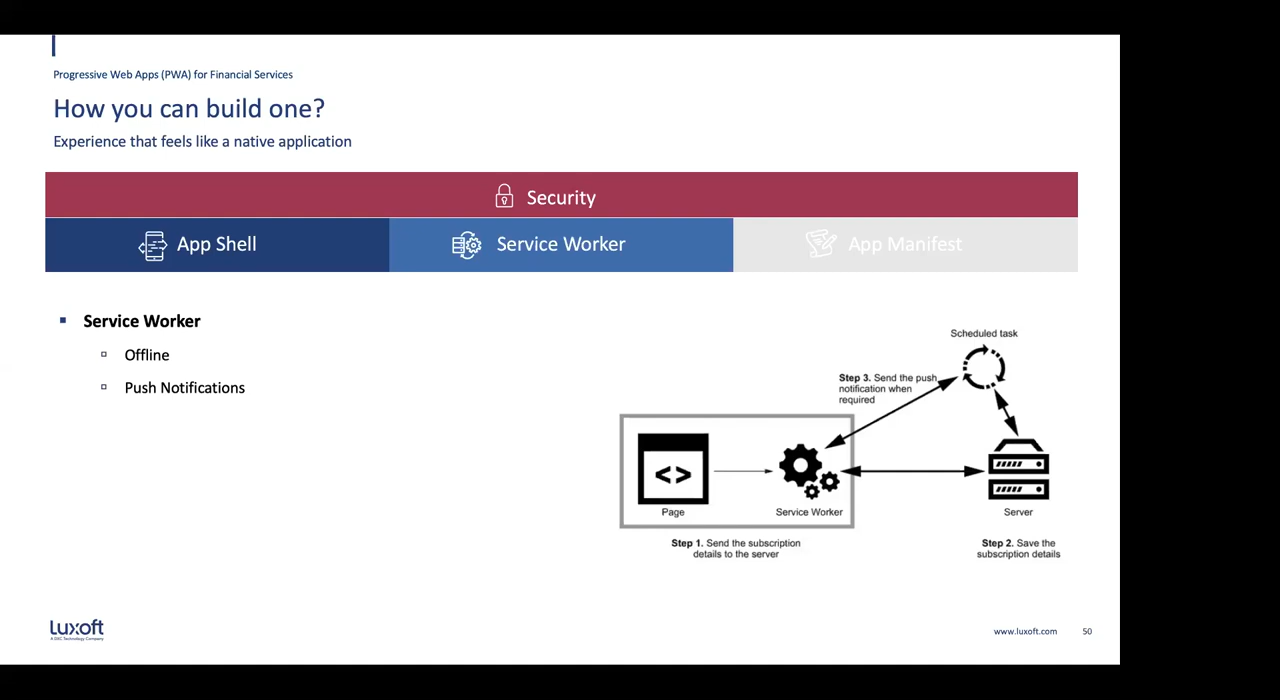 Progressive Web Apps (PWA) for Financial Services
How you can build one?
Experience that feels like a native application
Security
App Shell
Service Worker
App Manifest
Service Worker
Offline
Push Notifications
Scheduled task
Step 3. Send the push
notification when
required
Page
Service Worker
Server
Step 1. Send the subscription
details to the server
Step 2. Save the
subscription details
Luxoft
A DXC Technology Company
www.luxoft.com
50